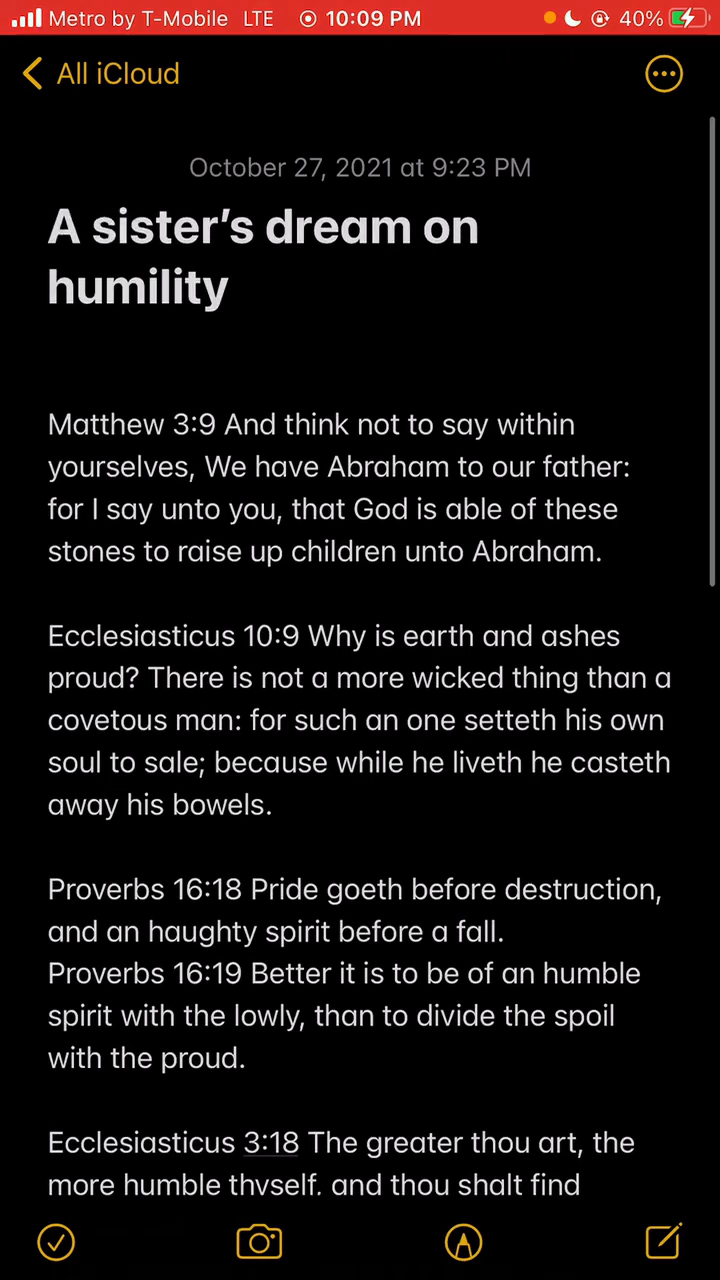 Metro by T-Mobile LTE 10:09 PM 40%
All iCloud
October 27, 2021 at 9:23 PM
A sister’s dream on
humility
Matthew 3:9 And think not to say within
yourselves, We have Abraham to our father:
for I say unto you, that God is able of these
stones to raise up children unto Abraham.
Ecclesiasticus 10:9 Why is earth and ashes
proud? There is not a more wicked thing than a
covetous man: for such an one setteth his own
soul to sale; because while he liveth he casteth
away his bowels.
Proverbs 16:18 Pride goeth before destruction,
and an haughty spirit before a fall.
Proverbs 16:19 Better it is to be of an humble
spirit with the lowly, than to divide the spoil
with the proud.
Ecclesiasticus 3:18 The greater thou art, the
more humble thyself, and thou shalt find